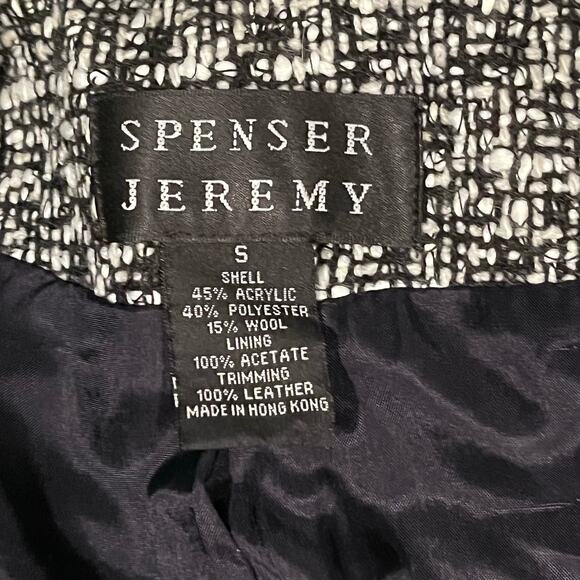 SPENSER
JEREMY
S
SHELL
45% ACRYLIC
40% POLYESTER
15% WOOL
LINING
100% ACETATE
TRIMMING
100% LEATHER
MADE IN HONG KONG